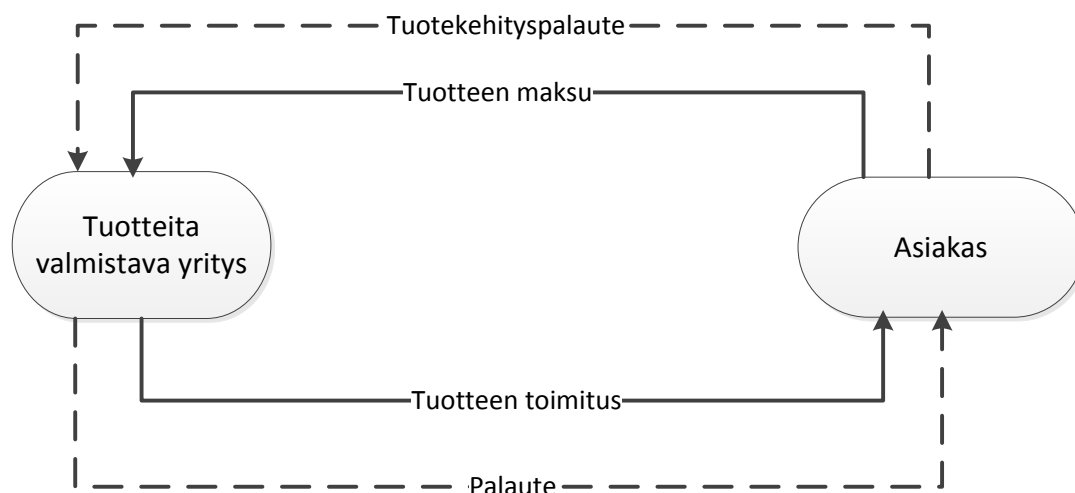 Tuotekehityspalaute
Tuotteen maksu
Tuotteita
valmistava yritys
Asiakas
Tuotteen toimitus
Palaute